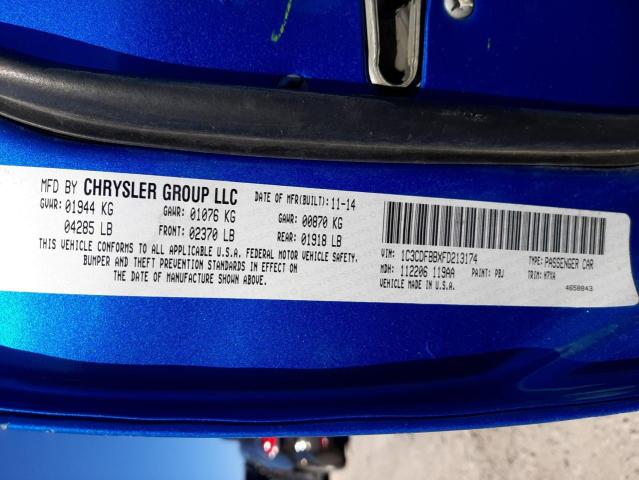 MFD BY CHRYSLER GROUP LLC
DATE OF MFR(BUILT): 11-14
GVWR: 01944 KG GAWR: 01076 KG GAWR: 00870 KG
04285 LB FRONT: 02370 LB REAR: 01918 LB
THIS VEHICLE CONFORMS TO ALL APPLICABLE U.S.A. FEDERAL MOTOR VEHICLE SAFETY,
BUMPER AND THEFT PREVENTION STANDARDS IN EFFECT ON
THE DATE OF MANUFACTURE SHOWN ABOVE.
VIN: 1C3CDFBBXFD213174 TYPE: PASSENGER CAR
MDH: 112206 119AA PAINT: PBJ TRIM: H7XA
VEHICLE MADE IN U.S.A. 4658843